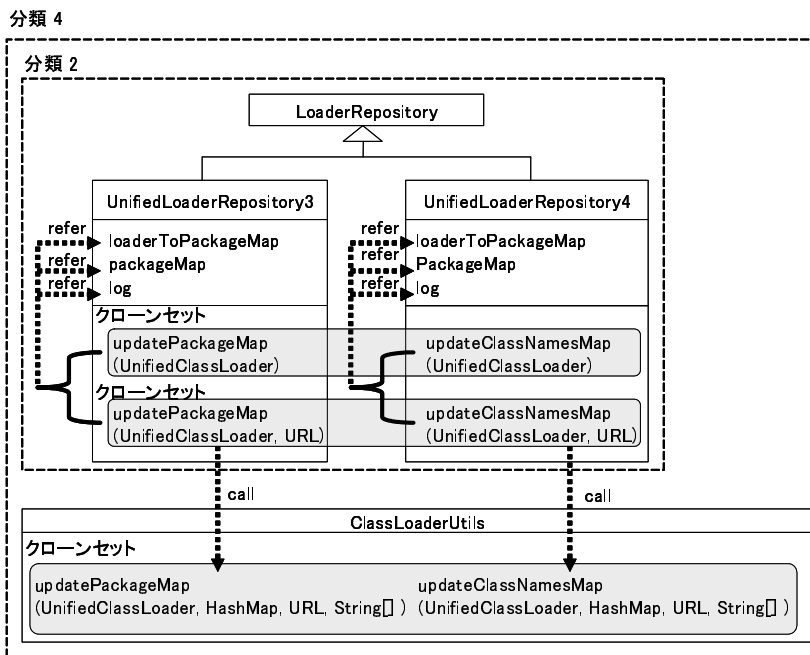 分類 4
分類 2
LoaderRepository
UnifiedLoaderRepository3
UnifiedLoaderRepository4
refer
loaderToPackageMap
refer
packageMap
refer
log
refer
loaderToPackageMap
refer
PackageMap
refer
log
クローンセット
updatePackageMap
(UnifiedClassLoader)
updateClassNamesMap
(UnifiedClassLoader)
クローンセット
updatePackageMap
(UnifiedClassLoader, URL)
updateClassNamesMap
(UnifiedClassLoader, URL)
call
call
ClassLoaderUtils
クローンセット
updatePackageMap
(UnifiedClassLoader, HashMap, URL, String[] )
updateClassNamesMap
(UnifiedClassLoader, HashMap, URL, String[] )